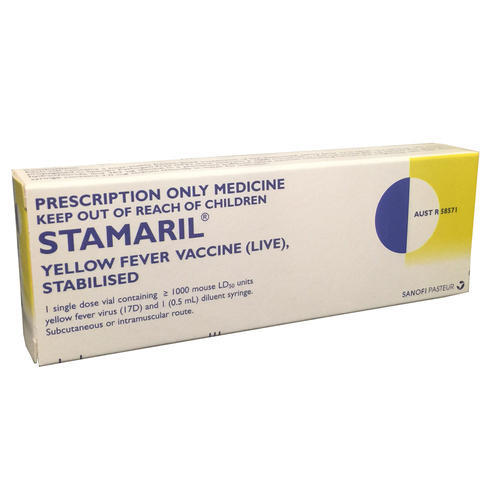 PRESCRIPTION ONLY MEDICINE
KEEP OUT OF REACH OF CHILDREN
STAMARIL®
YELLOW FEVER VACCINE (LIVE),
STABILISED
1 single dose vial containing ≥ 1000 mouse LD₅₀ units
yellow fever virus (17D) and 1 (0.5 mL) diluent syringe.
Subcutaneous or intramuscular route.
AUST R 58571
SANOFI PASTEUR